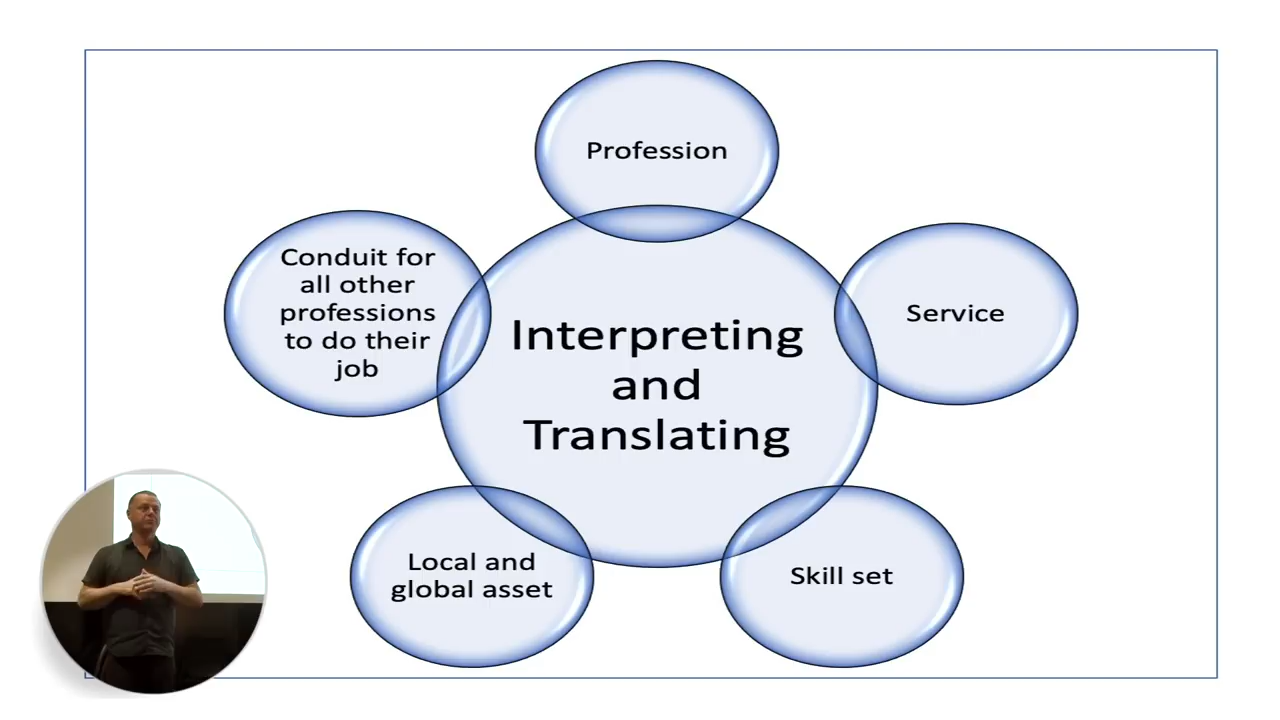 Profession
Conduit for
all other
professions
to do their
job
Interpreting
and
Translating
Service
Local and
global asset
Skill set